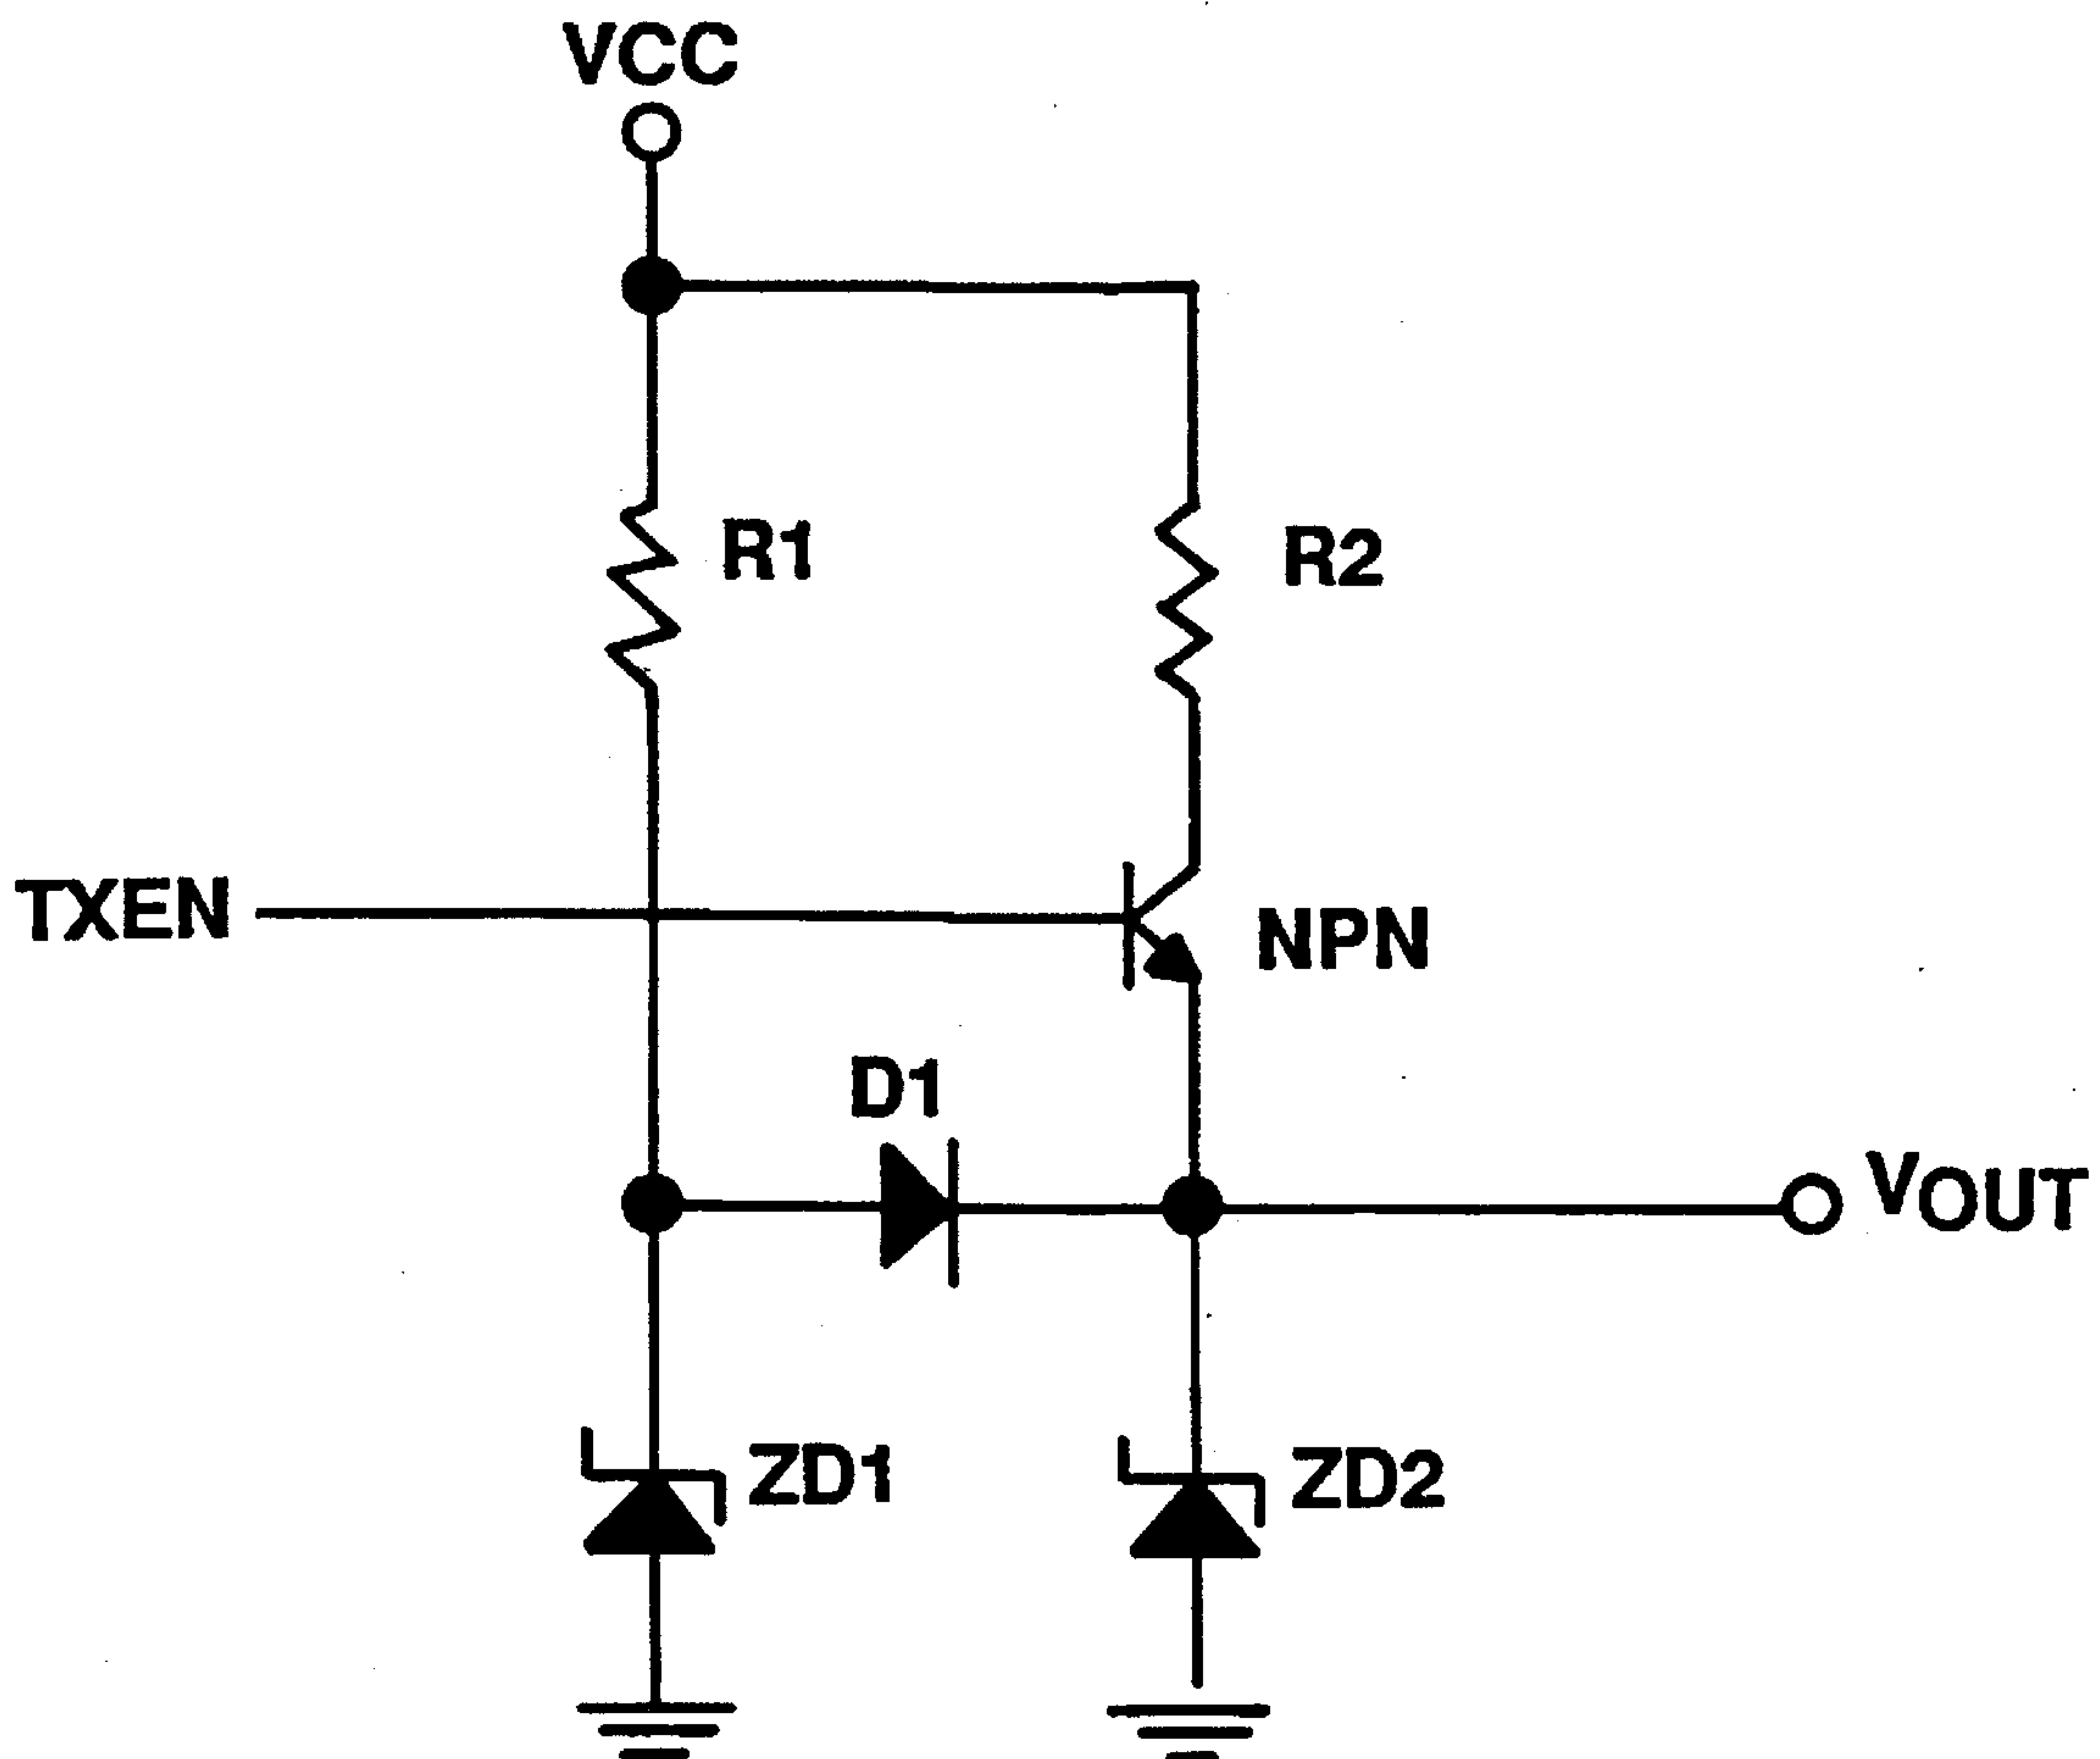 VCC
R1
R2
TXEN
NPN
D1
VOUT
ZD1
ZD2